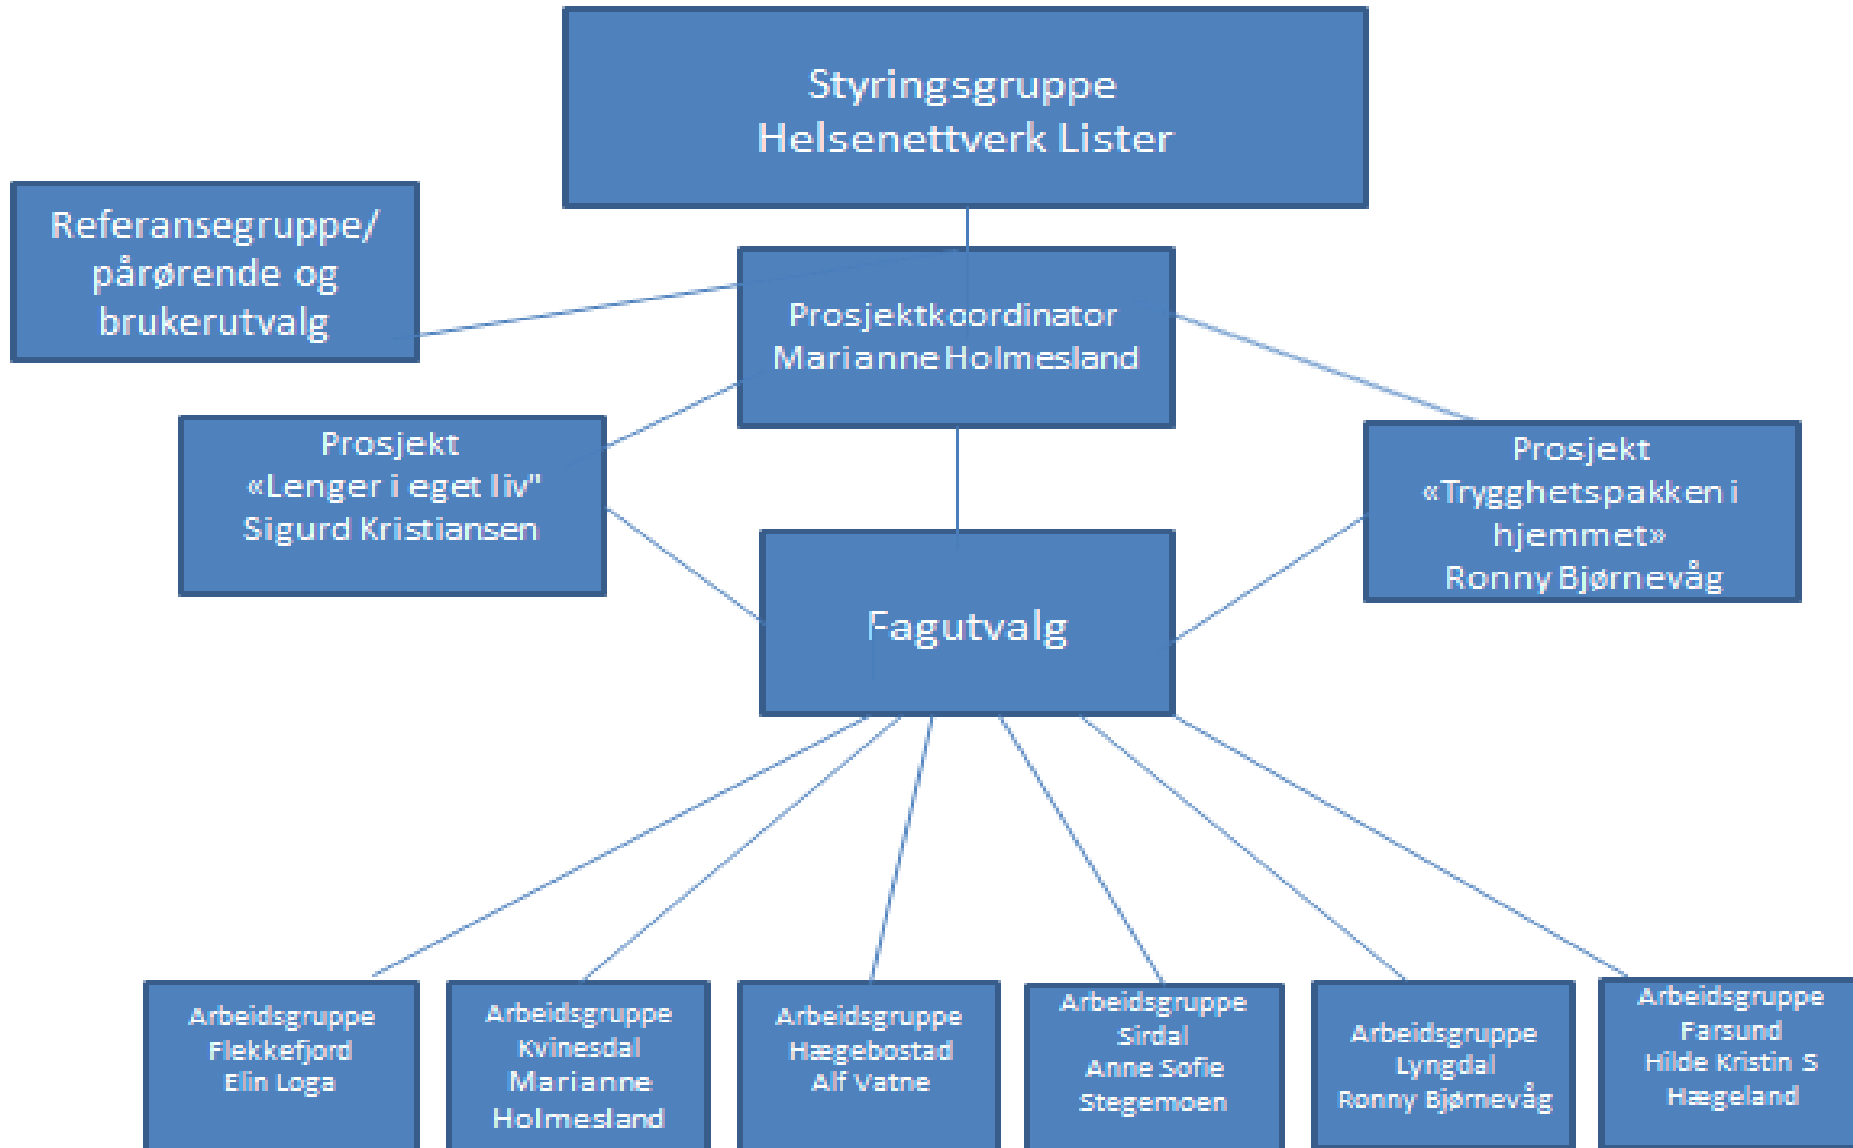 Styringsgruppe
Helsenettverk Lister
Referansegruppe/
pårørende og
brukerutvalg
Prosjektkoordinator
Marianne Holmesland
Prosjekt
«Lenger i eget liv"
Sigurd Kristiansen
Prosjekt
«Trygghetspakken i
hjemmet»
Ronny Bjørnevåg
Fagutvalg
Arbeidsgruppe
Flekkefjord
Elin Loga
Arbeidsgruppe
Kvinesdal
Marianne
Holmesland
Arbeidsgruppe
Hægebostad
Alf Vatne
Arbeidsgruppe
Sirdal
Anne Sofie
Stegemoen
Arbeidsgruppe
Lyngdal
Ronny Bjørnevåg
Arbeidsgruppe
Farsund
Hilde Kristin S
Hægeland